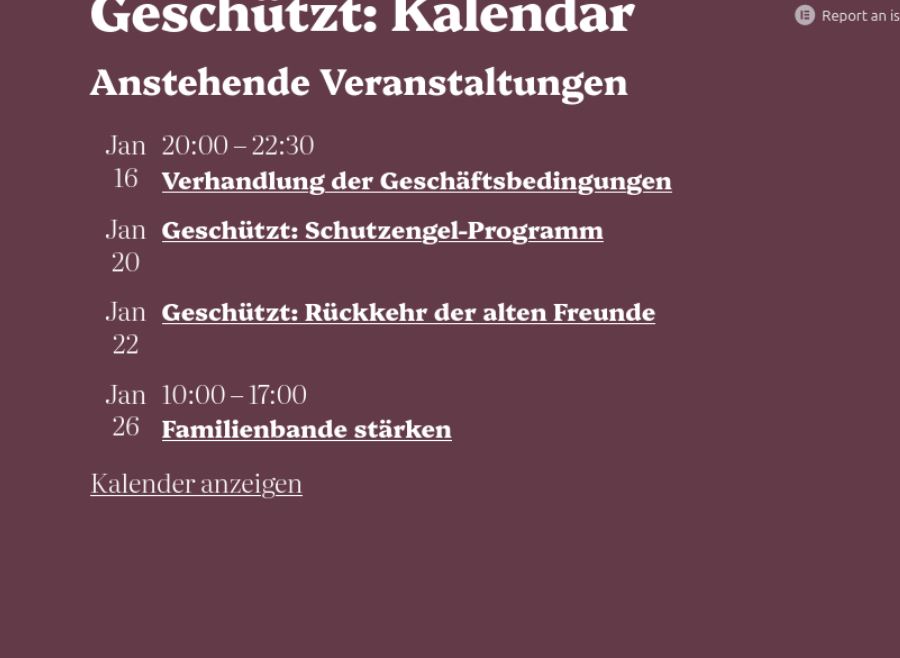 Geschützt: Kalendar
Report an is
Anstehende Veranstaltungen
Jan 20:00 – 22:30
16 Verhandlung der Geschäftsbedingungen
Jan Geschützt: Schutzengel-Programm
20
Jan Geschützt: Rückkehr der alten Freunde
22
Jan 10:00 – 17:00
26 Familienbande stärken
Kalender anzeigen